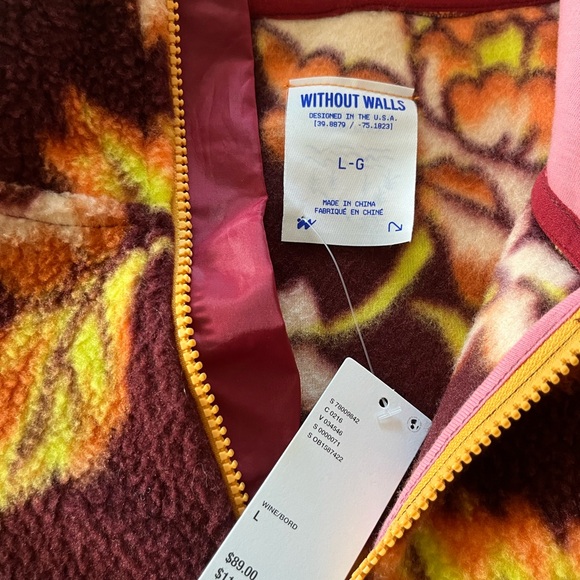 WITHOUT WALLS
DESIGNED IN THE U.S.A.
[39.8879 / -75.1823]
L-G
MADE IN CHINA
FABRIQUÉ EN CHINE
S 78009842
C 0216
V 034546
S 0000071
S OB1587422
WINE/BORD
L
$89.00